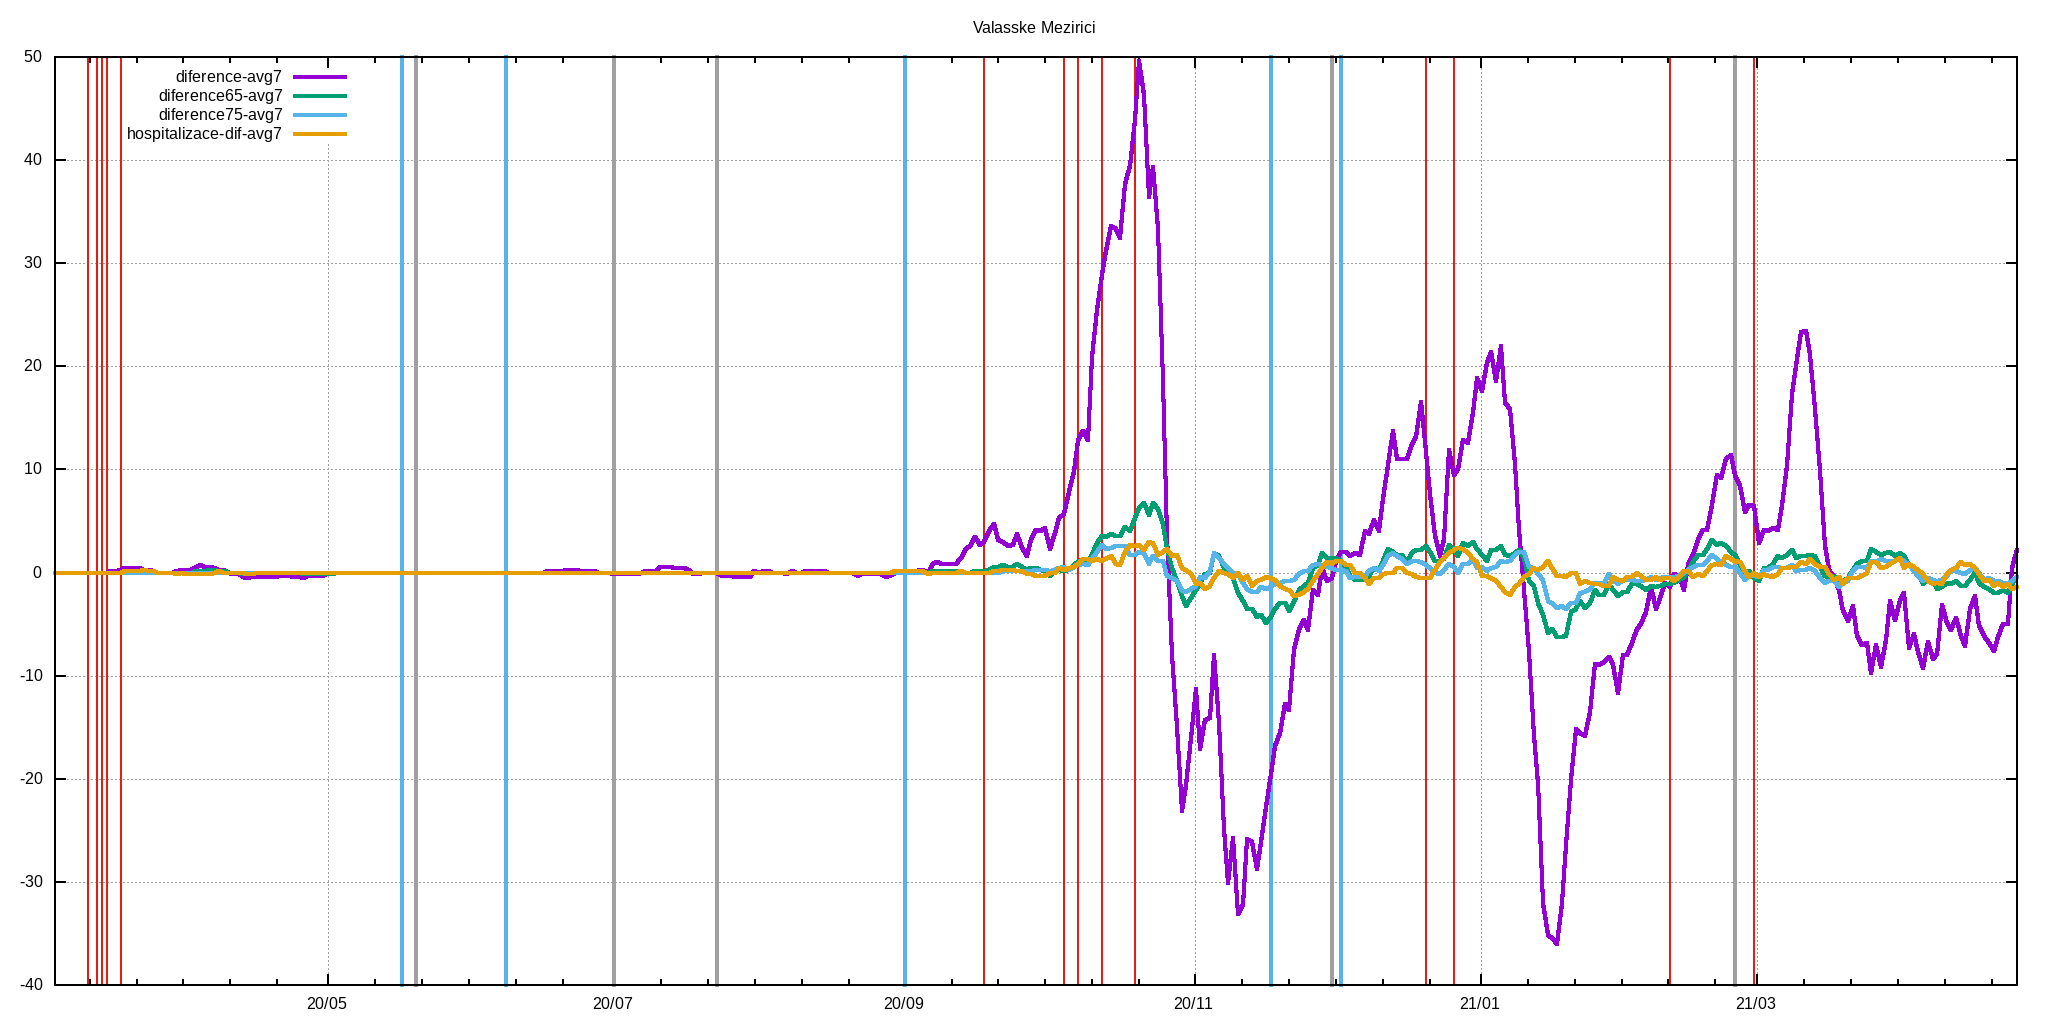 Valasske Mezirici
diference-avg7
diference65-avg7
diference75-avg7
hospitalizace-dif-avg7
50
40
30
20
10
0
-10
-20
-30
-40
20/05 20/07 20/09 20/11 21/01 21/03